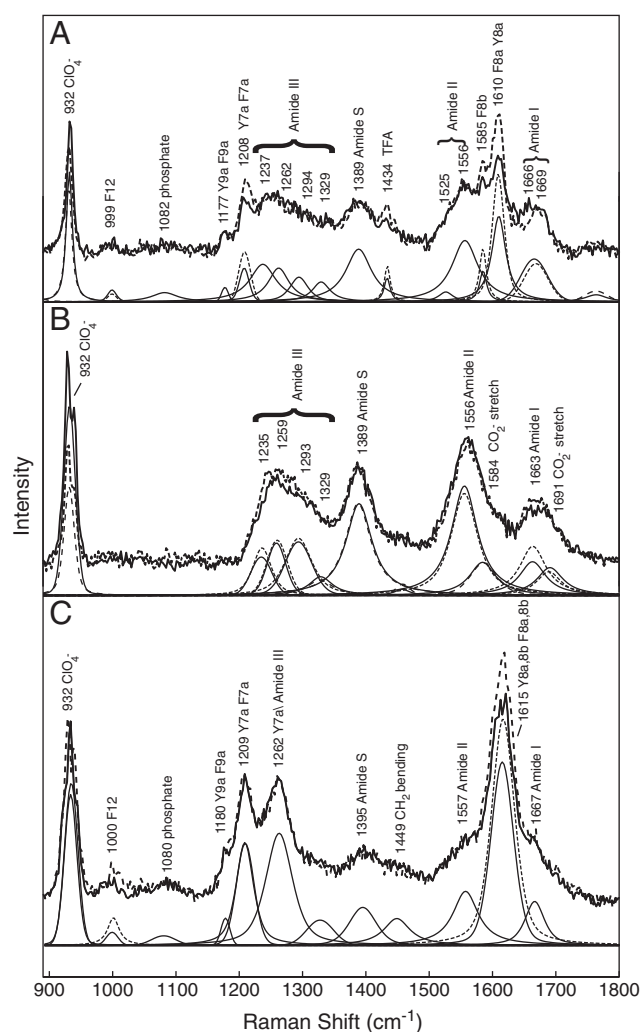 A
932 ClO4-
999 F12
1082 phosphate
1177 Y9a F9a
1208 Y7a F7a
Amide III
1237
1262
1294
1329
1389 Amide S
1434 TFA
Amide II
1525
1556
1585 F8b
1610 F8a Y8a
Amide I
1666
1669
B
932 ClO4-
Amide III
1235
1259
1293
1329
1389 Amide S
1556 Amide II
1584 CO2- stretch
1663 Amide I
1691 CO2- stretch
C
932 ClO4-
1000 F12
1080 phosphate
1180 Y9a F9a
1209 Y7a F7a
1262 Y7a\ Amide III
1395 Amide S
1449 CH2 bending
1557 Amide II
1615 Y8a,8b F8a,8b
1667 Amide I
Intensity
900 1000 1100 1200 1300 1400 1500 1600 1700 1800
Raman Shift (cm-1)